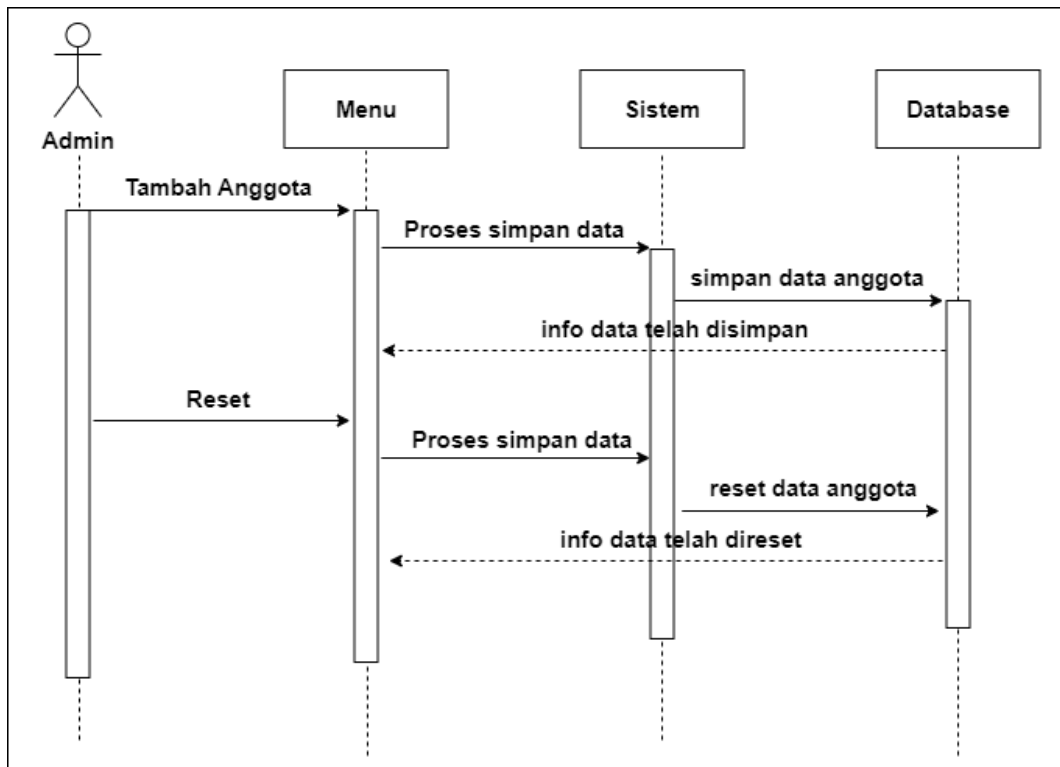 Admin
Menu
Sistem
Database
Tambah Anggota
Proses simpan data
simpan data anggota
info data telah disimpan
Reset
Proses simpan data
reset data anggota
info data telah direset